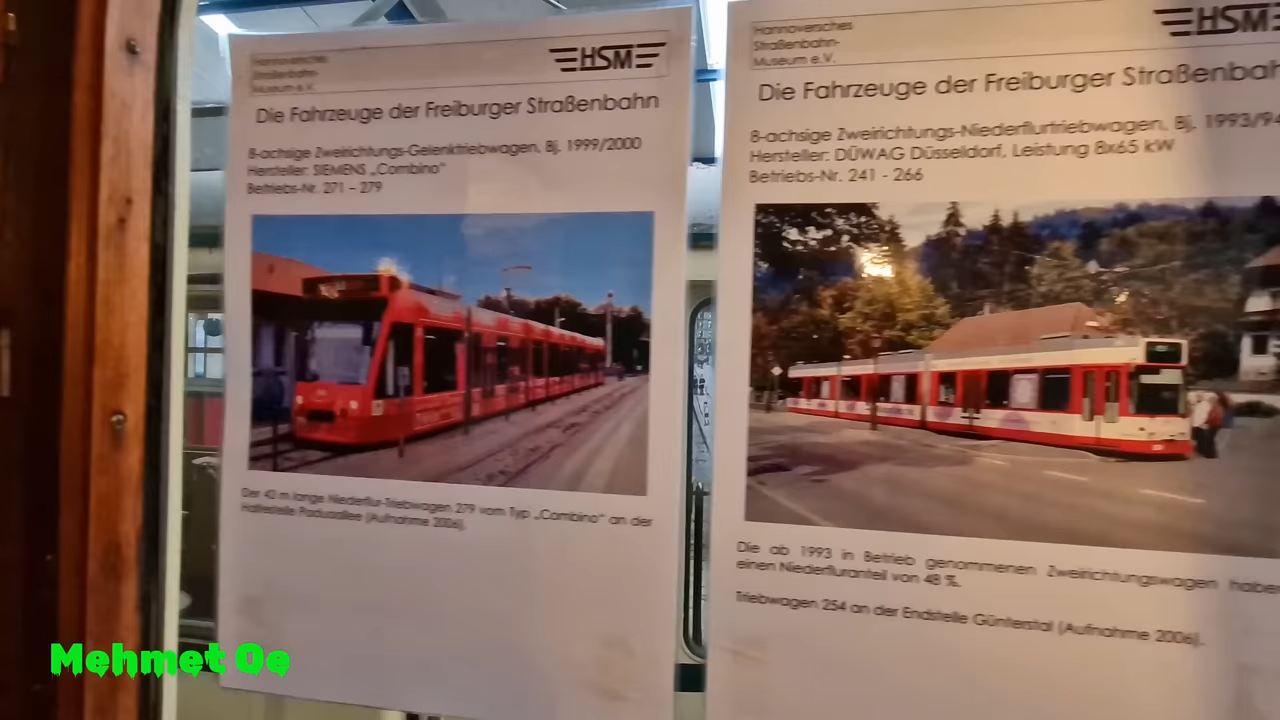 Hannoversches
Straßenbahn-
Museum e.V.
HSM
Die Fahrzeuge der Freiburger Straßenbahn
8-achsige Zweirichtungs-Gelenktriebwagen, Bj. 1999/2000
Hersteller: SIEMENS „Combino“
Betriebs-Nr. 271 – 279
Der 42 m lange Niederflur-Triebwagen 279 vom Typ „Combino“ an der
Haltestelle Paduaallee (Aufnahme 2006).
Hannoversches
Straßenbahn-
Museum e.V.
HSM
Die Fahrzeuge der Freiburger Straßenbah
8-achsige Zweirichtungs-Niederflurtriebwagen, Bj. 1993/94
Hersteller: DÜWAG Düsseldorf, Leistung 8x65 kW
Betriebs-Nr. 241 - 266
Die ab 1993 in Betrieb genommenen Zweirichtungswagen haben
einen Niederfluranteil von 48 %.
Triebwagen 254 an der Endstelle Günterstal (Aufnahme 2006).
Mehmet Oe